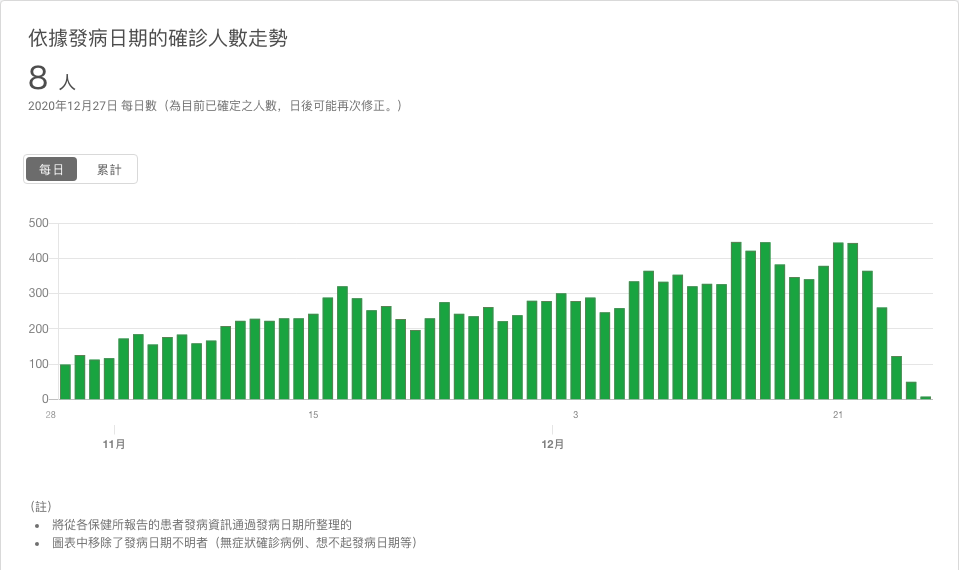 依據發病日期的確診人數走勢
8 人
2020年12月27日 每日數（為目前已確定之人數，日後可能再次修正。）
每日 累計
500
400
300
200
100
0
28 15 3 21
11月 12月
（註）
• 將從各保健所報告的患者發病資訊通過發病日期所整理的
• 圖表中移除了發病日期不明者（無症狀確診病例、想不起發病日期等）